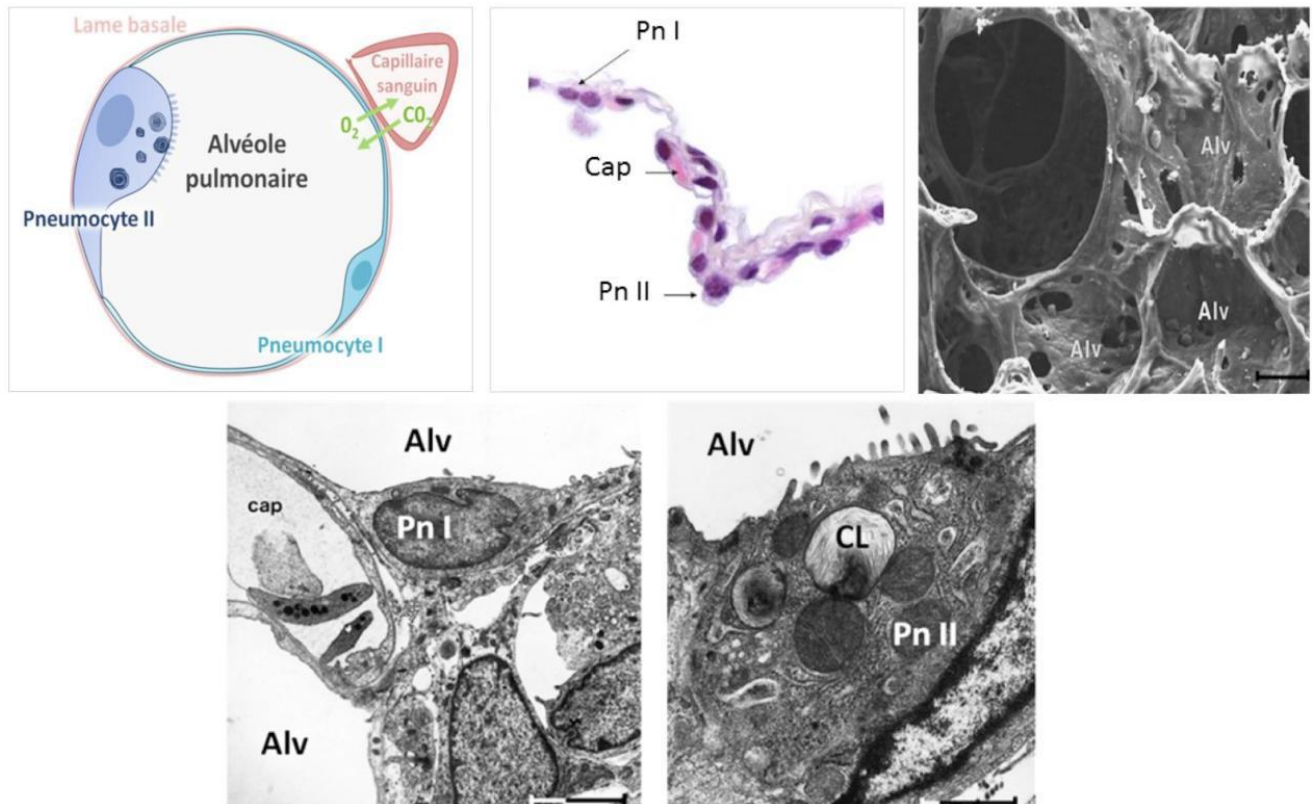 Lame basale
Capillaire
sanguin
O₂
CO₂
Alvéole
pulmonaire
Pneumocyte II
Pneumocyte I
Pn I
Cap
Pn II
Alv
Alv
Alv
Alv
cap
Pn I
Alv
Alv
CL
Pn II